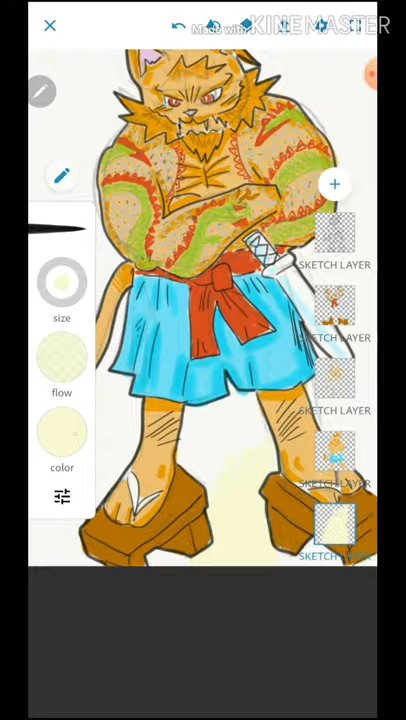 Made with KINEMASTER
SKETCH LAYER
size
SKETCH LAYER
flow
SKETCH LAYER
color
SKETCH LAYER
SKETCH LAYER